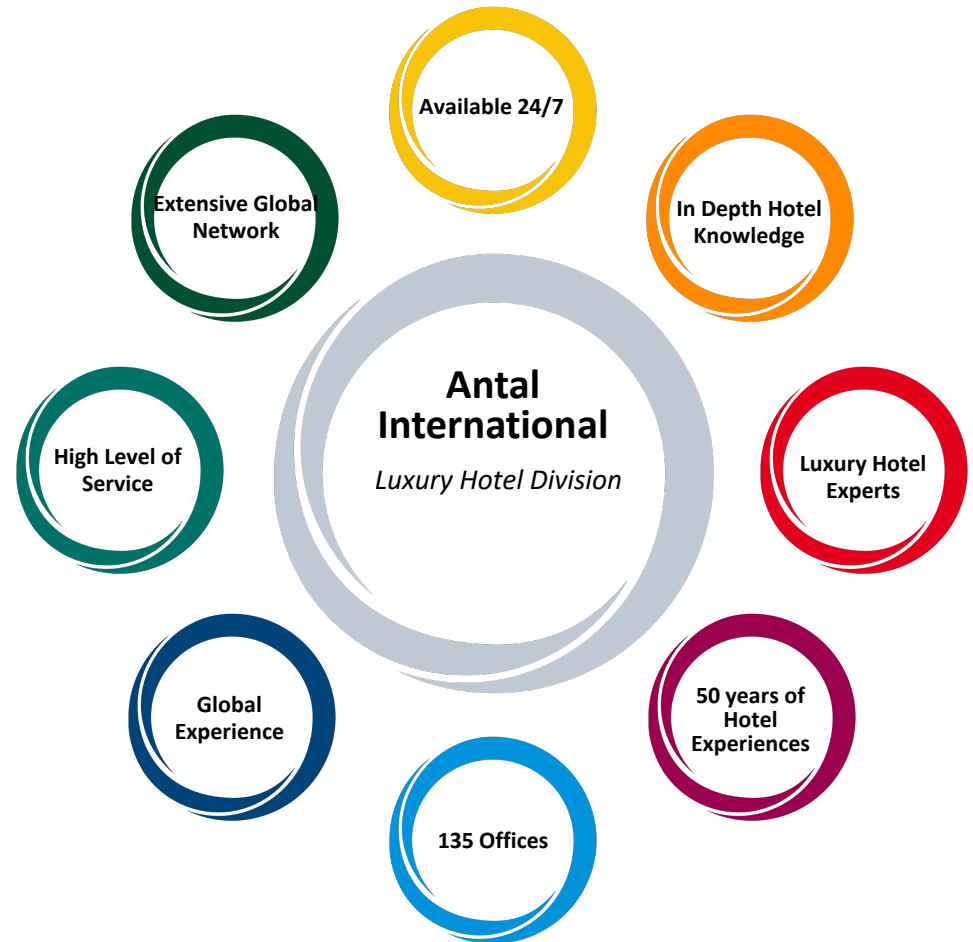 Available 24/7
Extensive Global
Network
In Depth Hotel
Knowledge
Antal
International
Luxury Hotel Division
High Level of
Service
Luxury Hotel
Experts
Global
Experience
50 years of
Hotel
Experiences
135 Offices